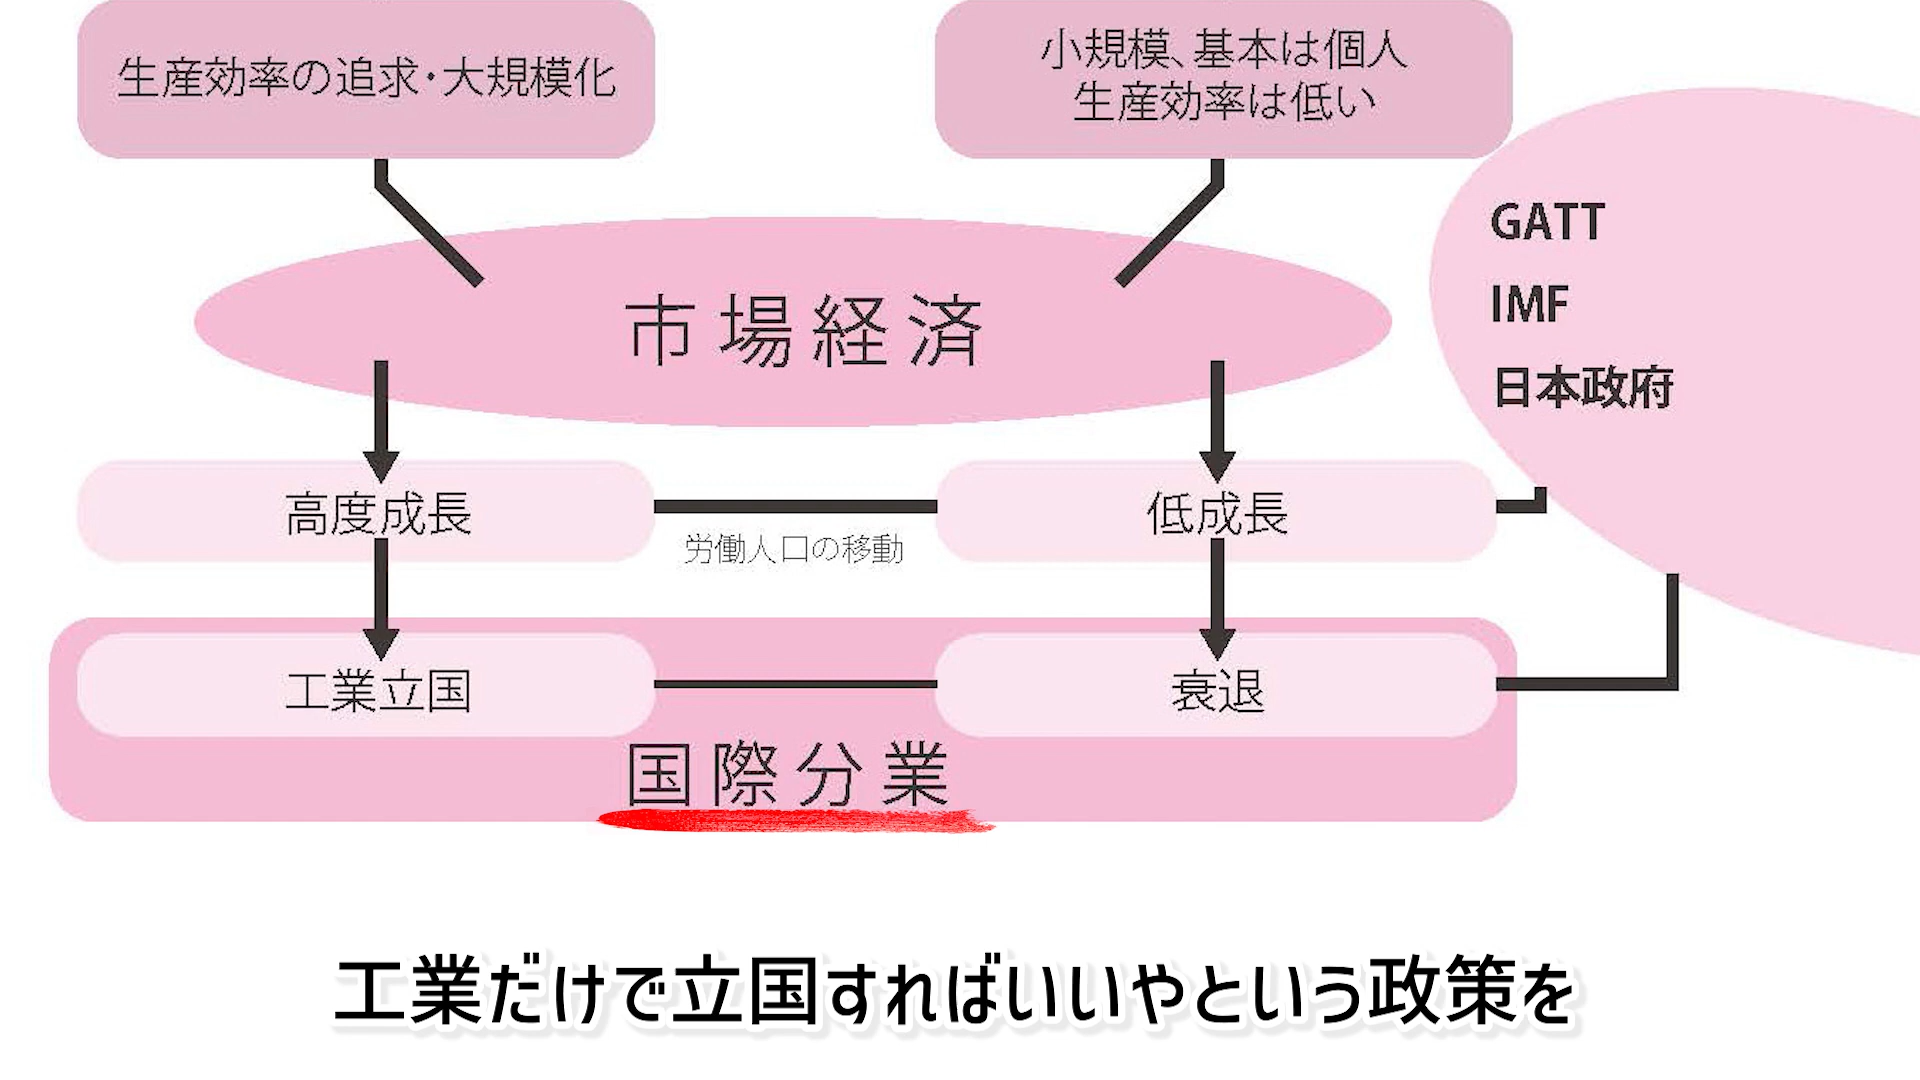 生産効率の追求・大規模化
小規模、基本は個人
生産効率は低い
GATT
IMF
日本政府
市場経済
高度成長
労働人口の移動
低成長
工業立国
衰退
国際分業
工業だけで立国すればいいやという政策を